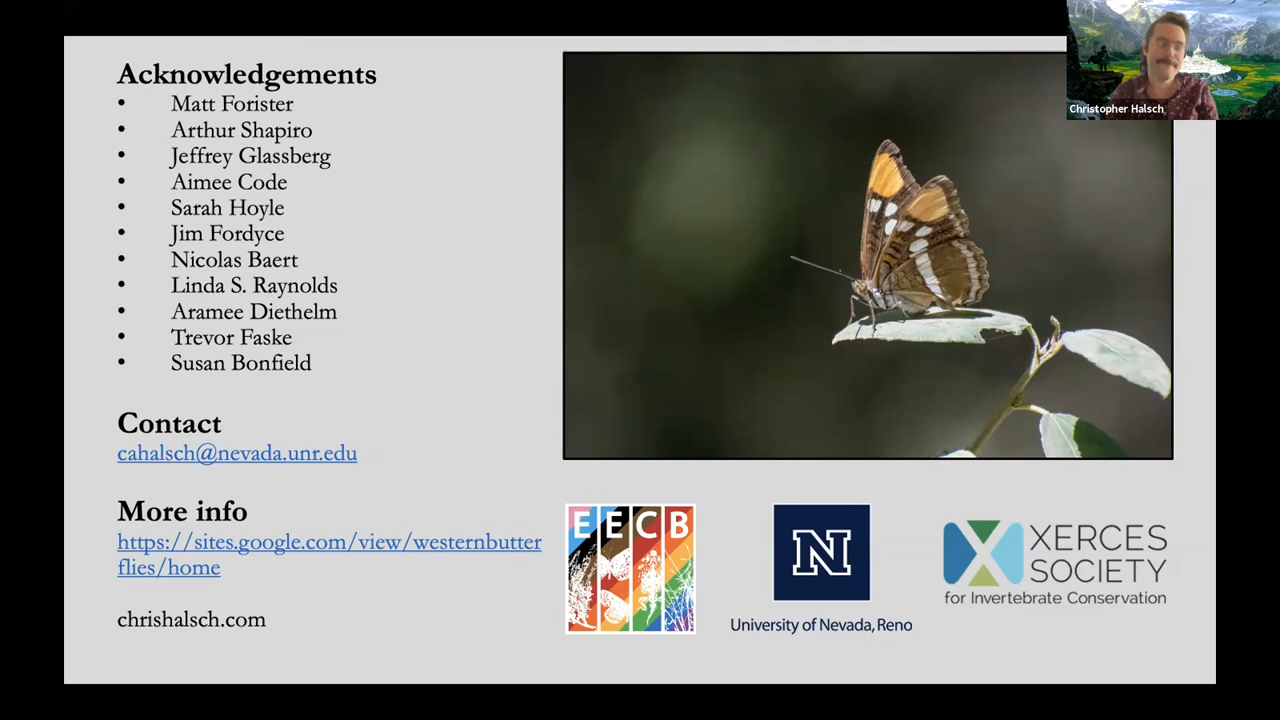 Acknowledgements
• Matt Forister
• Arthur Shapiro
• Jeffrey Glassberg
• Aimee Code
• Sarah Hoyle
• Jim Fordyce
• Nicolas Baert
• Linda S. Raynolds
• Aramee Diethelm
• Trevor Faske
• Susan Bonfield
Contact
cahalsch@nevada.unr.edu
More info
https://sites.google.com/view/westernbutter
flies/home
chrishalsch.com
Christopher Halsch
EECB
N
University of Nevada, Reno
XERCES
SOCIETY
for Invertebrate Conservation